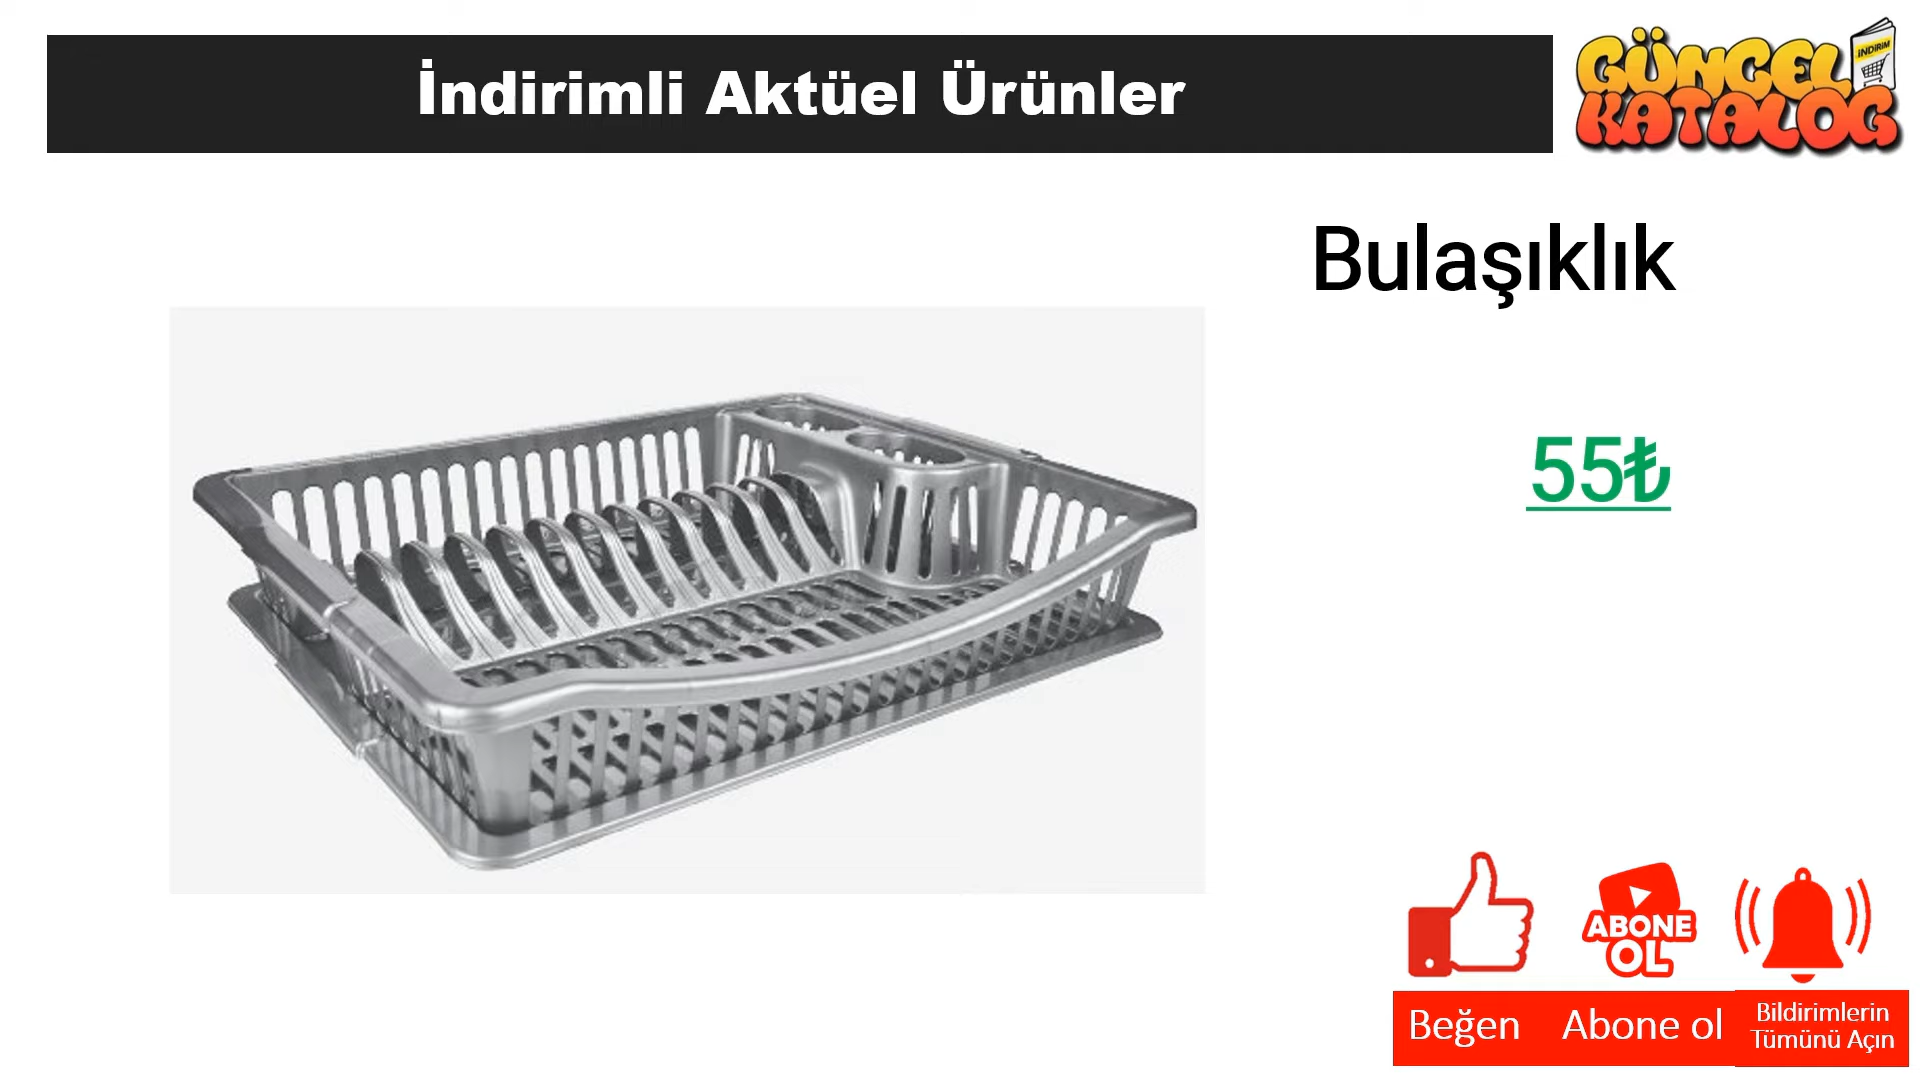 İndirimli Aktüel Ürünler
GÜNCEL
KATALOG
İNDİRİM
Bulaşıklık
55₺
ABONE
OL
Beğen
Abone ol
Bildirimlerin
Tümünü Açın